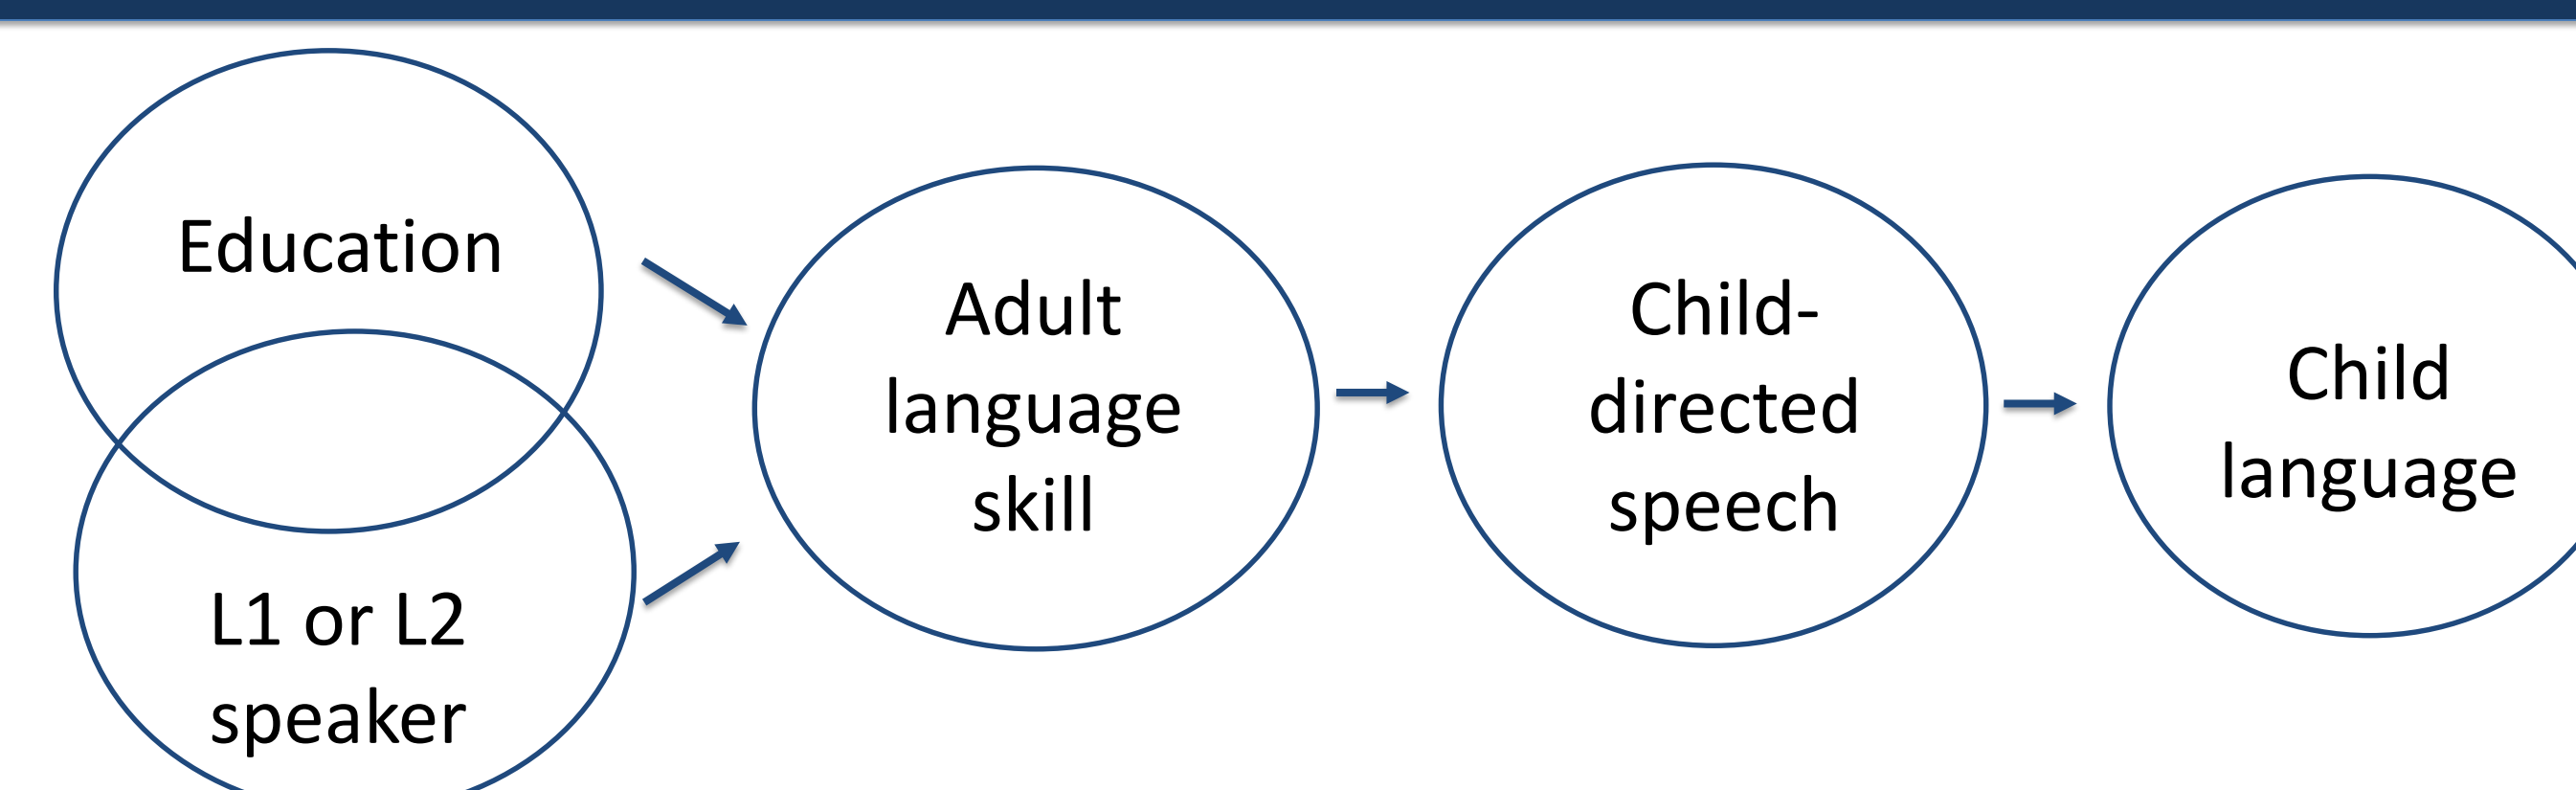 Education
L1 or L2
speaker
Adult
language
skill
Child-
directed
speech
Child
language